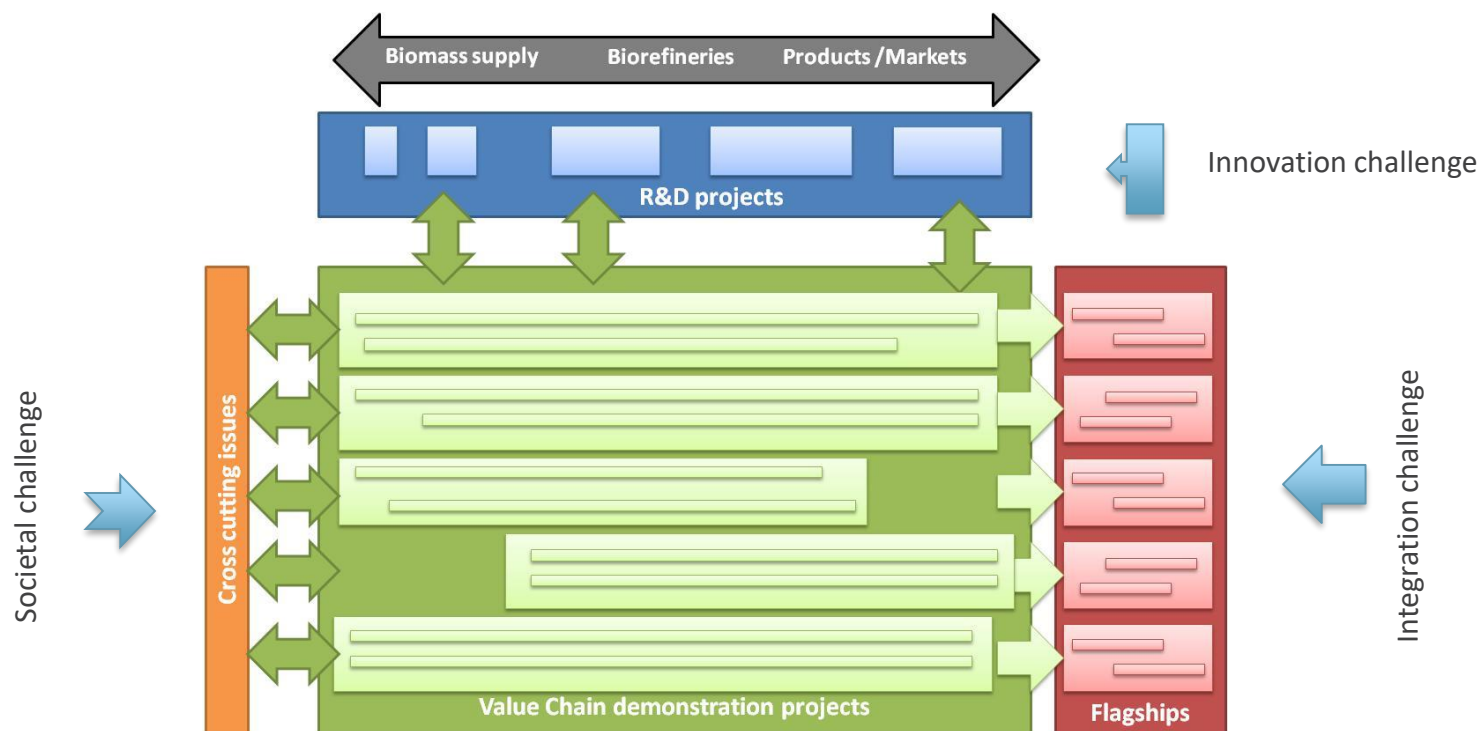 Biomass supply
Biorefineries
Products /Markets
R&D projects
Innovation challenge
Societal challenge
Cross cutting issues
Value Chain demonstration projects
Flagships
Integration challenge